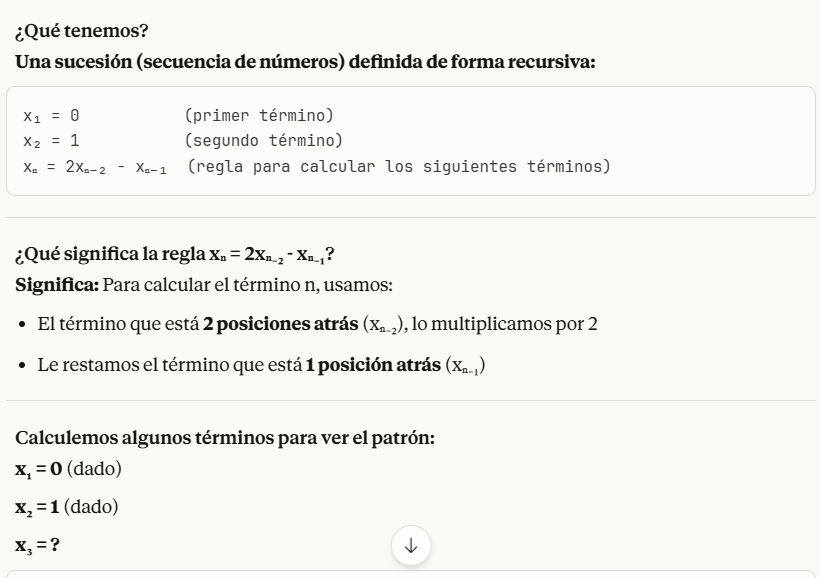 ¿Qué tenemos?
Una sucesión (secuencia de números) definida de forma recursiva:
x₁ = 0 (primer término)
x₂ = 1 (segundo término)
xₙ = 2xₙ₋₂ - xₙ₋₁ (regla para calcular los siguientes términos)
¿Qué significa la regla xₙ = 2xₙ₋₂ - xₙ₋₁?
Significa: Para calcular el término n, usamos:
• El término que está 2 posiciones atrás (xₙ₋₂), lo multiplicamos por 2
• Le restamos el término que está 1 posición atrás (xₙ₋₁)
Calculemos algunos términos para ver el patrón:
x₁ = 0 (dado)
x₂ = 1 (dado)
x₃ = ?